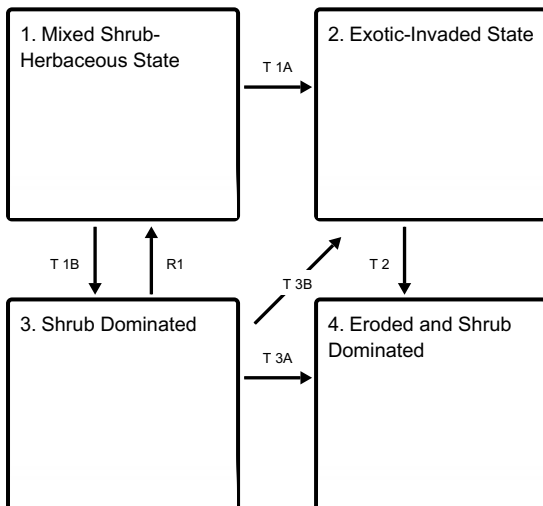 1. Mixed Shrub-
Herbaceous State
2. Exotic-Invaded State
T 1A
T 1B
R1
T 3B
T 2
3. Shrub Dominated
4. Eroded and Shrub
Dominated
T 3A